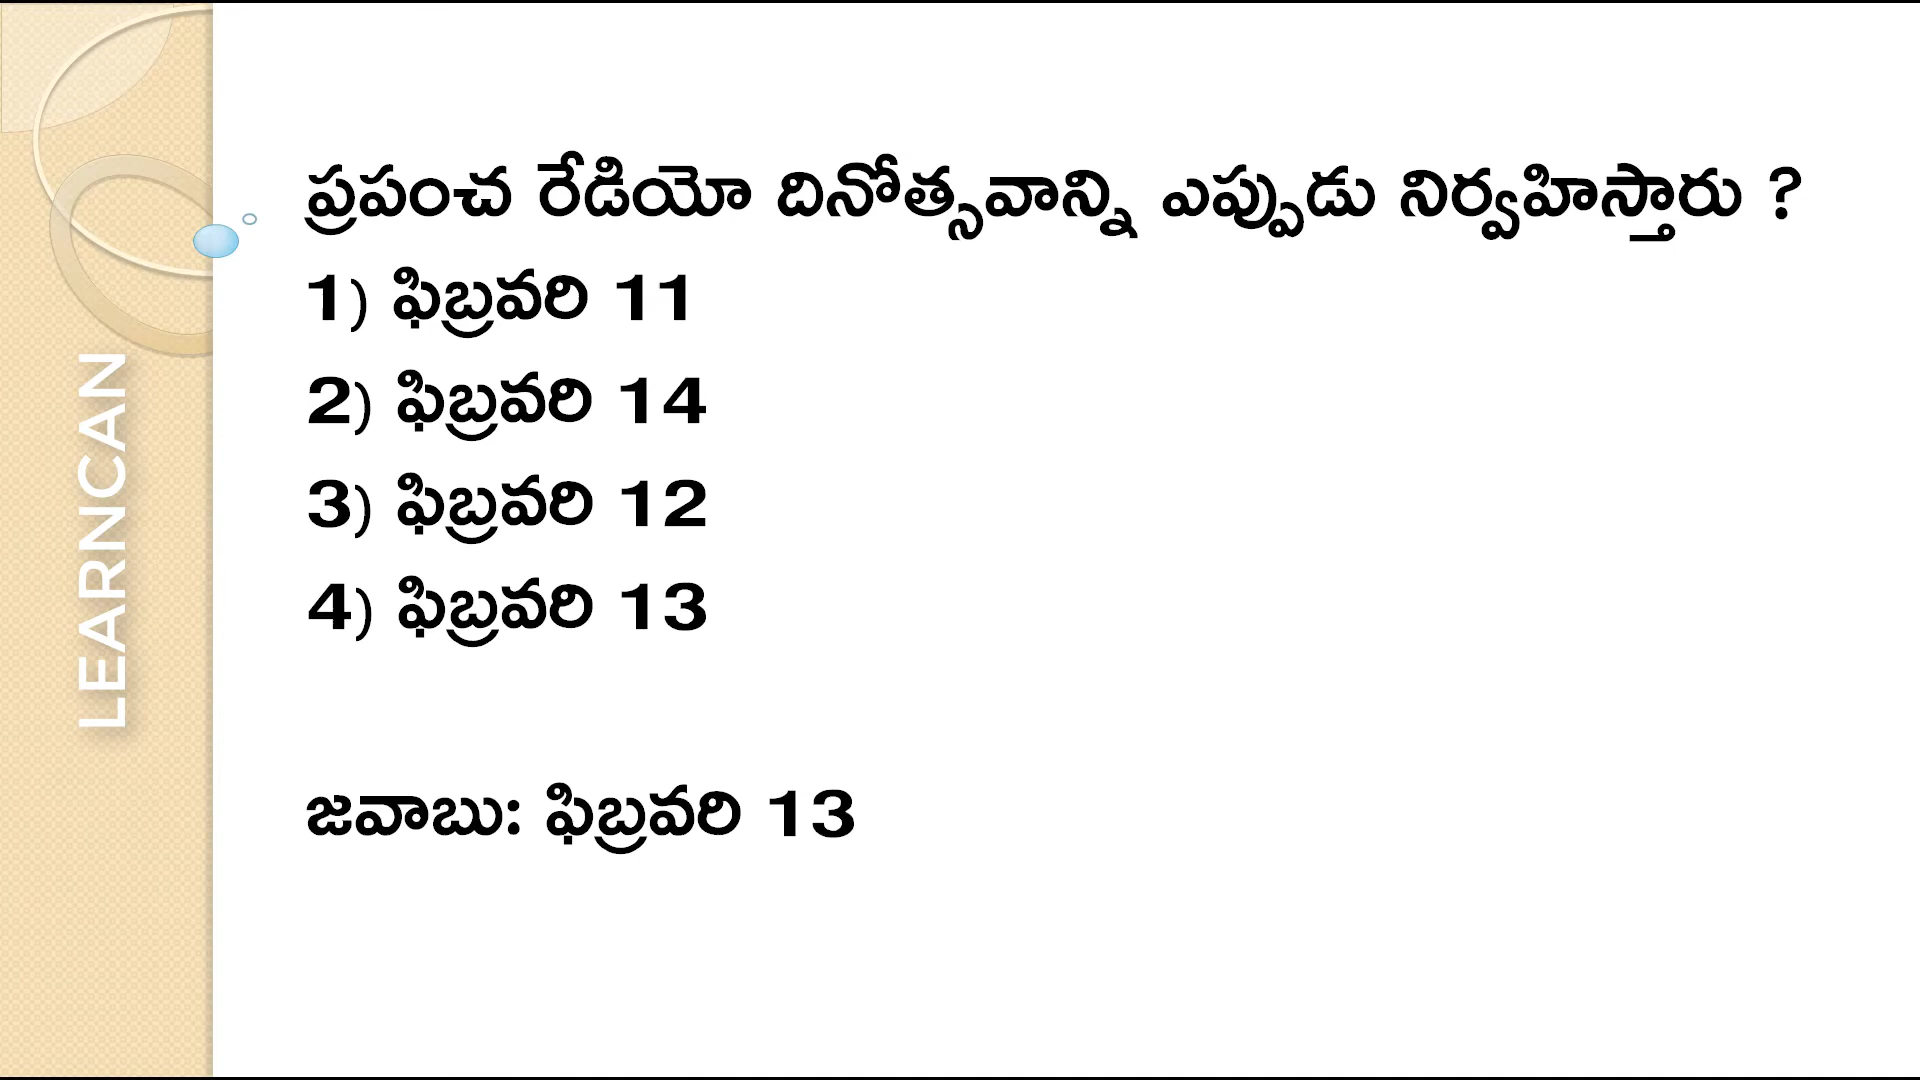 LEARNCAN
ప్రపంచ రేడియో దినోత్సవాన్ని ఎప్పుడు నిర్వహిస్తారు ?
1) ఫిబ్రవరి 11
2) ఫిబ్రవరి 14
3) ఫిబ్రవరి 12
4) ఫిబ్రవరి 13
జవాబు: ఫిబ్రవరి 13